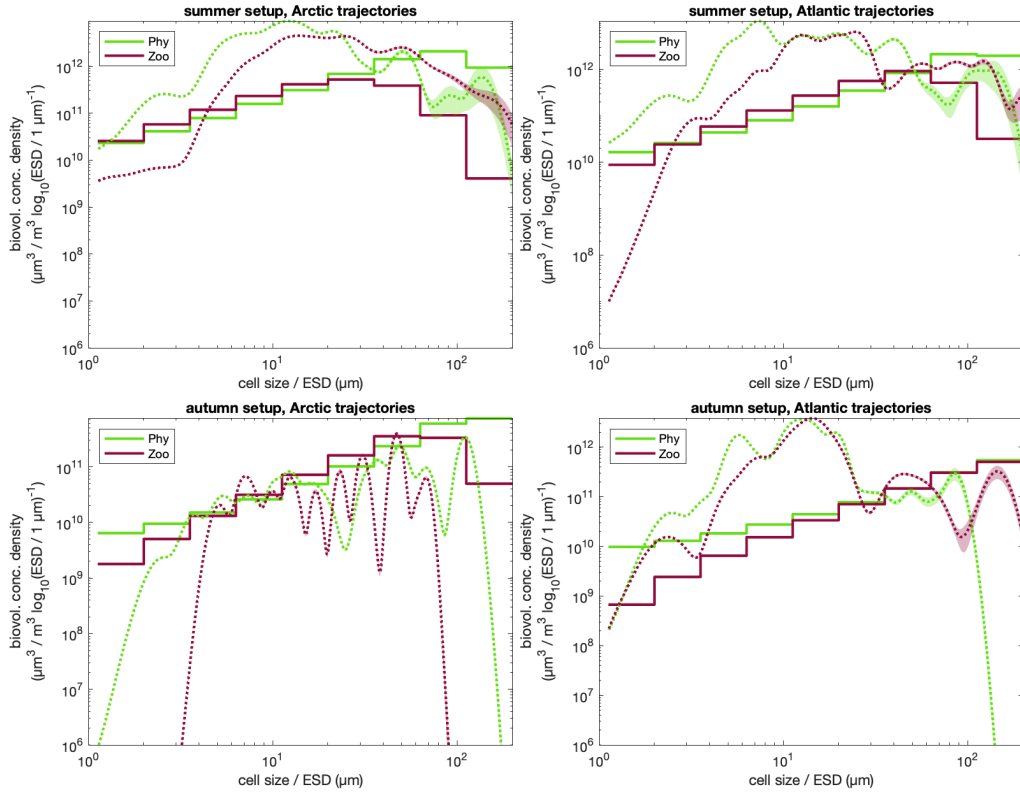 summer setup, Arctic trajectories
Phy
Zoo
10¹²
10¹¹
10¹⁰
10⁹
10⁸
10⁷
10⁶
biovol. conc. density
(µm³ / m³ log₁₀(ESD / 1 µm)⁻¹)
10⁰
10¹
10²
cell size / ESD (µm)
summer setup, Atlantic trajectories
Phy
Zoo
10¹²
10¹⁰
10⁸
10⁶
biovol. conc. density
(µm³ / m³ log₁₀(ESD / 1 µm)⁻¹)
10⁰
10¹
10²
cell size / ESD (µm)
autumn setup, Arctic trajectories
Phy
Zoo
10¹¹
10¹⁰
10⁹
10⁸
10⁷
10⁶
biovol. conc. density
(µm³ / m³ log₁₀(ESD / 1 µm)⁻¹)
10⁰
10¹
10²
cell size / ESD (µm)
autumn setup, Atlantic trajectories
Phy
Zoo
10¹²
10¹¹
10¹⁰
10⁹
10⁸
10⁷
10⁶
biovol. conc. density
(µm³ / m³ log₁₀(ESD / 1 µm)⁻¹)
10⁰
10¹
10²
cell size / ESD (µm)